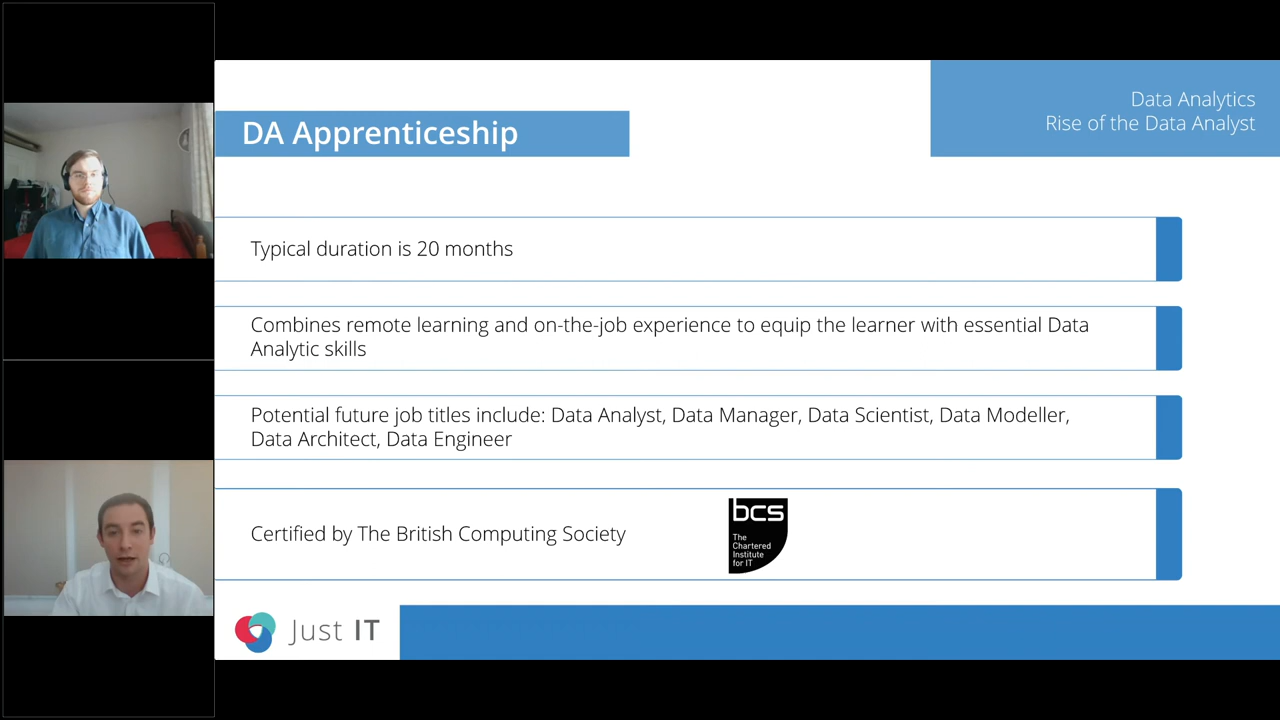 Data Analytics
Rise of the Data Analyst
DA Apprenticeship
Typical duration is 20 months
Combines remote learning and on-the-job experience to equip the learner with essential Data
Analytic skills
Potential future job titles include: Data Analyst, Data Manager, Data Scientist, Data Modeller,
Data Architect, Data Engineer
Certified by The British Computing Society
bcs
The
Chartered
Institute
for IT
Just IT